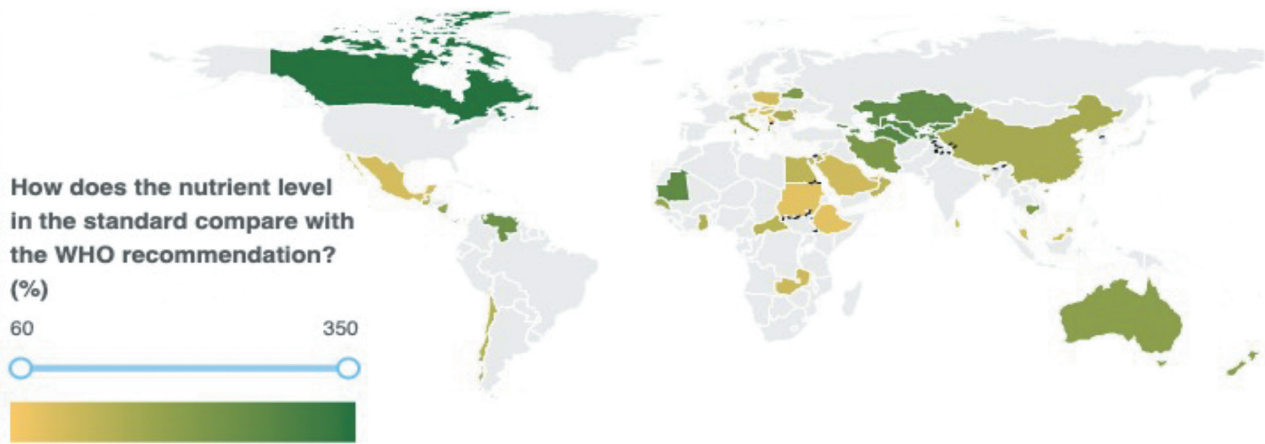 How does the nutrient level
in the standard compare with
the WHO recommendation?
(%)
60 350